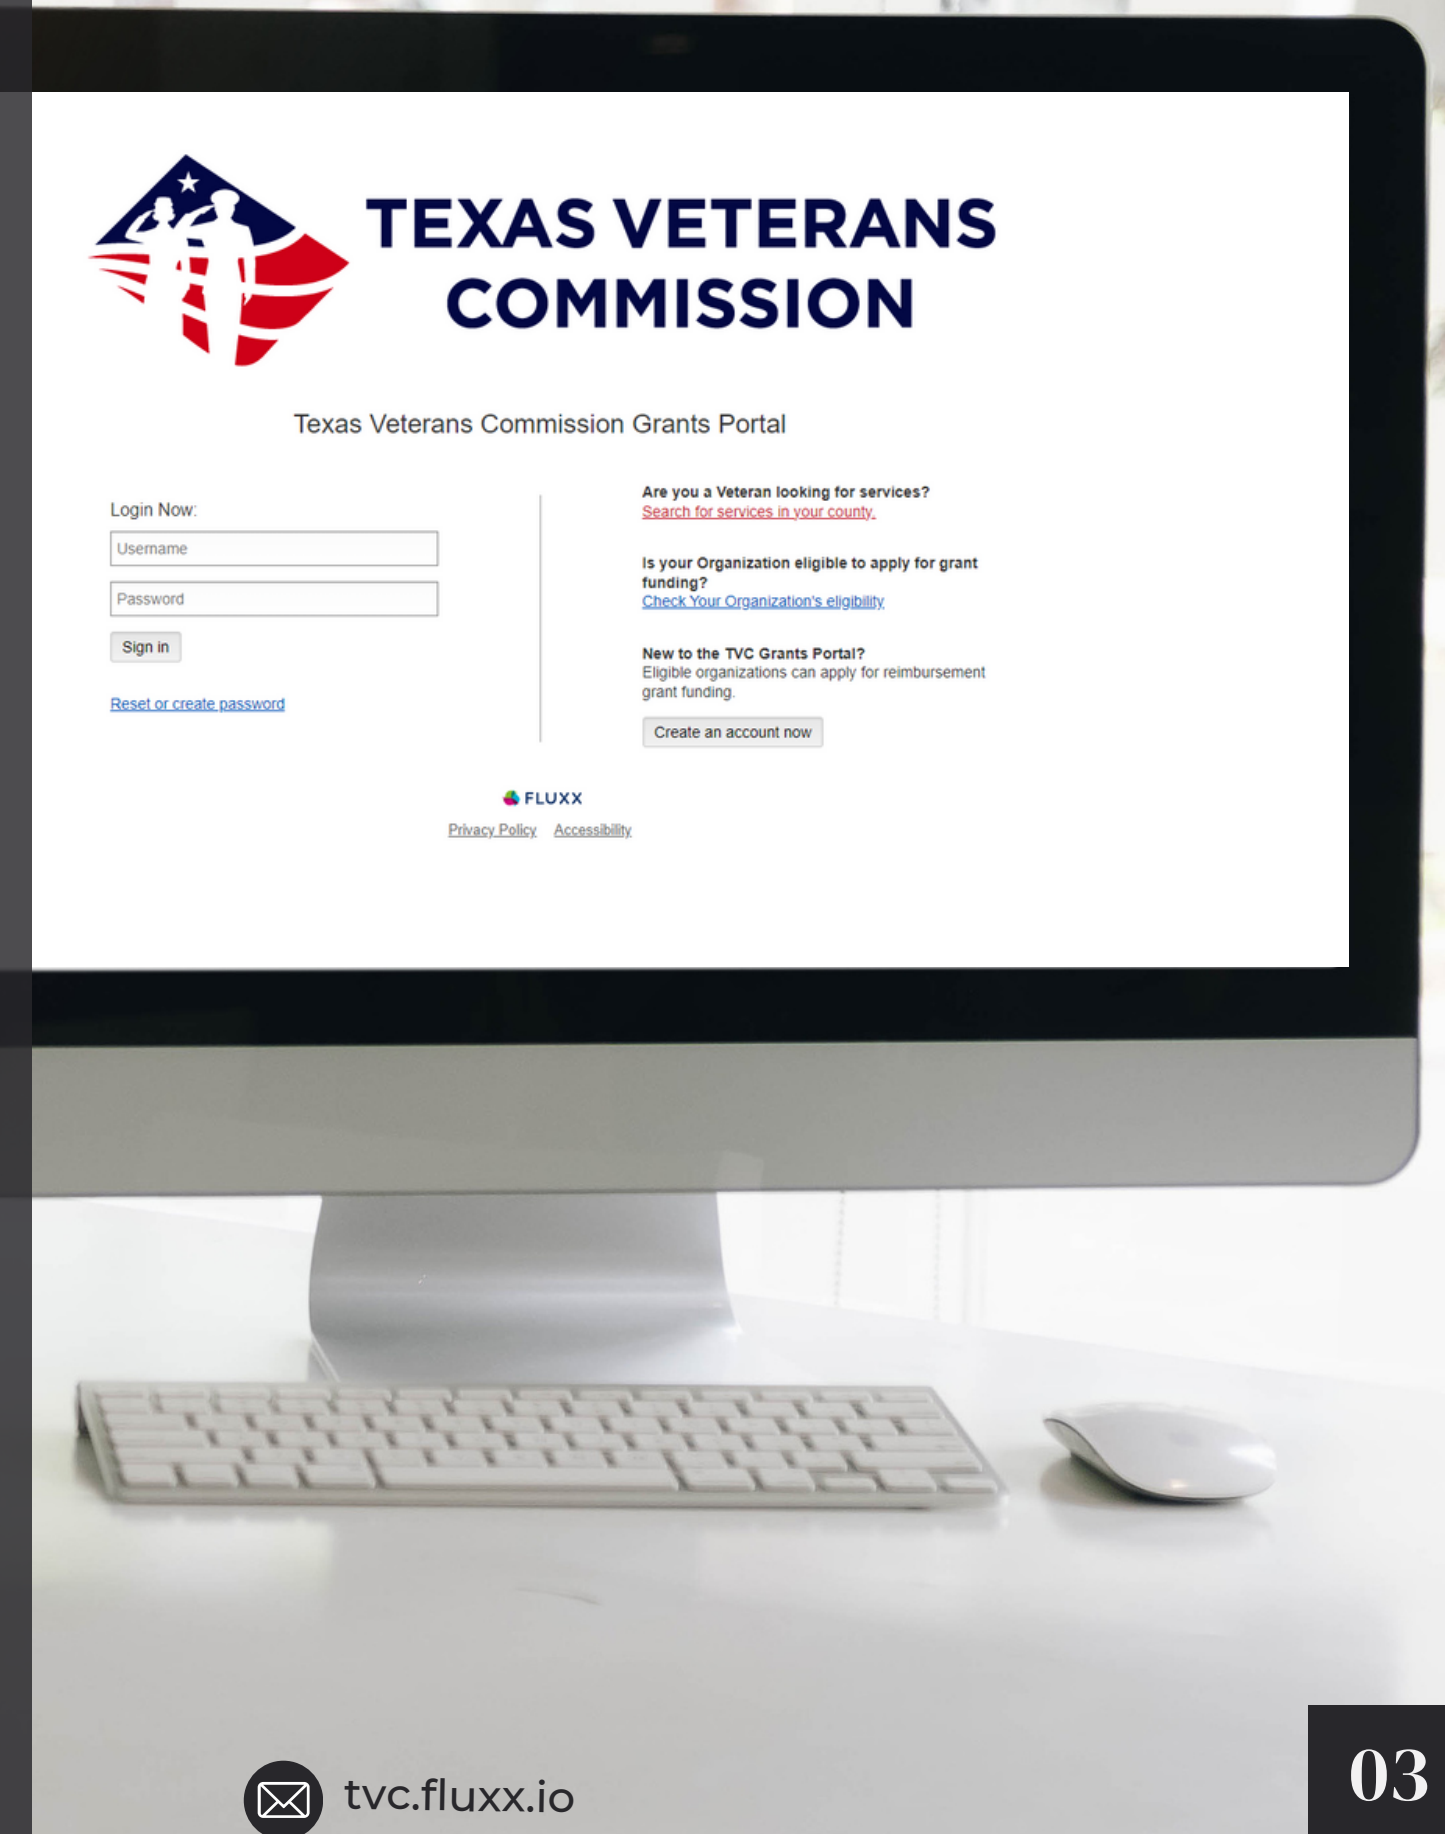 TEXAS VETERANS
COMMISSION
Texas Veterans Commission Grants Portal
Login Now:
Username
Password
Sign in
Reset or create password
Are you a Veteran looking for services?
Search for services in your county.
Is your Organization eligible to apply for grant
funding?
Check Your Organization's eligibility
New to the TVC Grants Portal?
Eligible organizations can apply for reimbursement
grant funding.
Create an account now
FLUXX
Privacy Policy Accessibility
tvc.fluxx.io
03